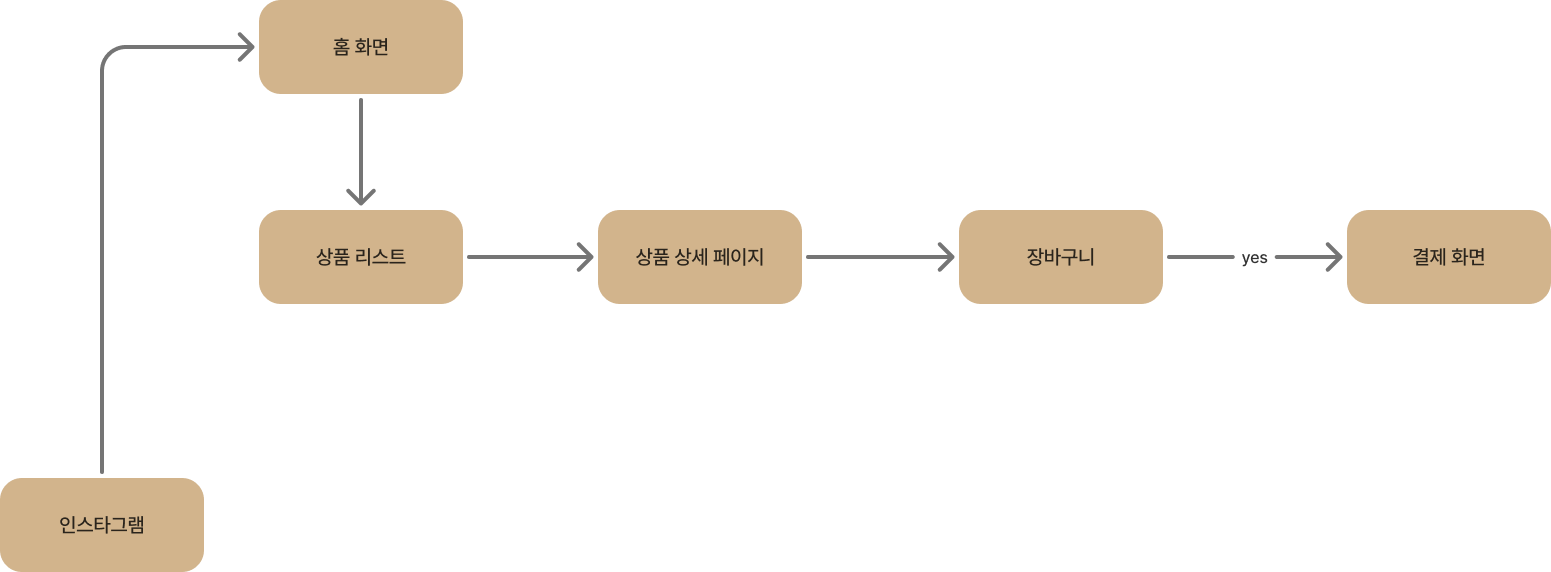 홈 화면
상품 리스트
상품 상세 페이지
장바구니
yes
결제 화면
인스타그램